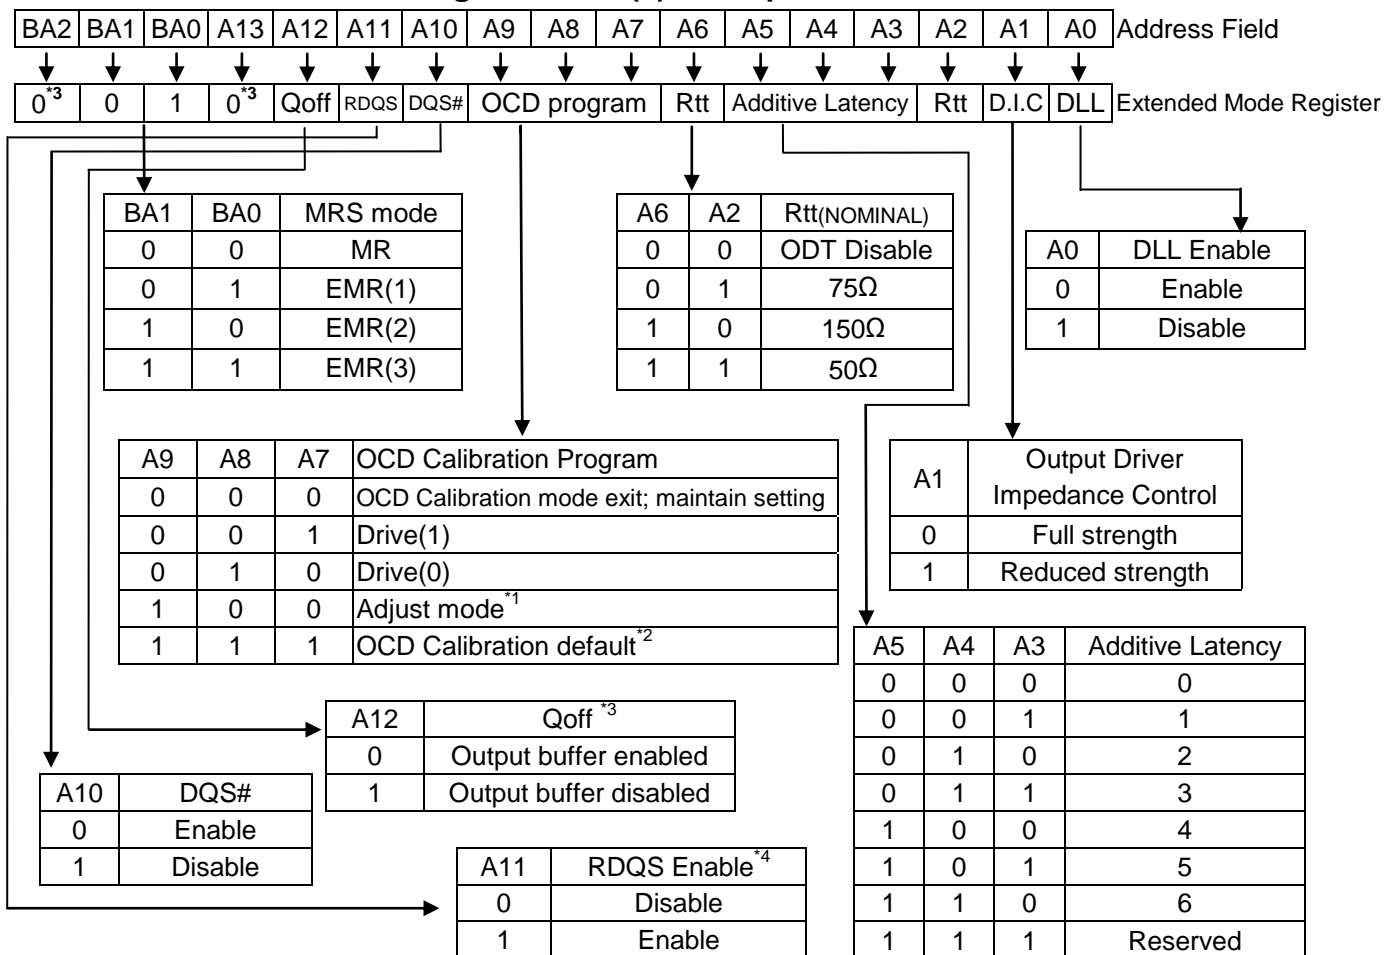 BA2 BA1 BA0 A13 A12 A11 A10 A9 A8 A7 A6 A5 A4 A3 A2 A1 A0 Address Field
0*3 0 1 0*3 Qoff RDQS DQS# OCD program Rtt Additive Latency Rtt D.I.C DLL Extended Mode Register
BA1 BA0 MRS mode
0 0 MR
0 1 EMR(1)
1 0 EMR(2)
1 1 EMR(3)
A6 A2 Rtt(NOMINAL)
0 0 ODT Disable
0 1 75Ω
1 0 150Ω
1 1 50Ω
A0 DLL Enable
0 Enable
1 Disable
A9 A8 A7 OCD Calibration Program
0 0 0 OCD Calibration mode exit; maintain setting
0 0 1 Drive(1)
0 1 0 Drive(0)
1 0 0 Adjust mode*1
1 1 1 OCD Calibration default*2
A1 Output Driver
Impedance Control
0 Full strength
1 Reduced strength
A5 A4 A3 Additive Latency
0 0 0 0
0 0 1 1
0 1 0 2
0 1 1 3
1 0 0 4
1 0 1 5
1 1 0 6
1 1 1 Reserved
A12 Qoff *3
0 Output buffer enabled
1 Output buffer disabled
A10 DQS#
0 Enable
1 Disable
A11 RDQS Enable*4
0 Disable
1 Enable